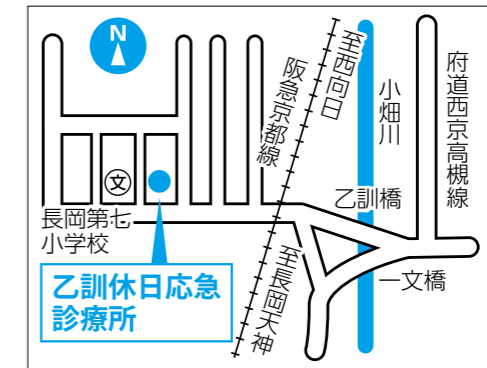 N
至西向日
阪急京都線
小畑川
府道西京高槻線
文
乙訓橋
長岡第七
小学校
一文橋
至長岡天神
乙訓休日応急
診療所